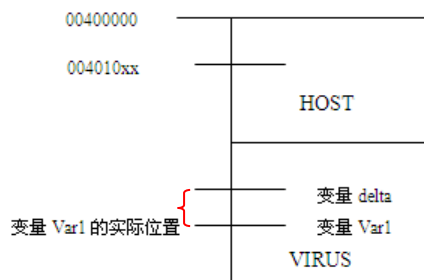 00400000
004010xx
HOST
变量 delta
变量 Var1 的实际位置
变量 Var1
VIRUS